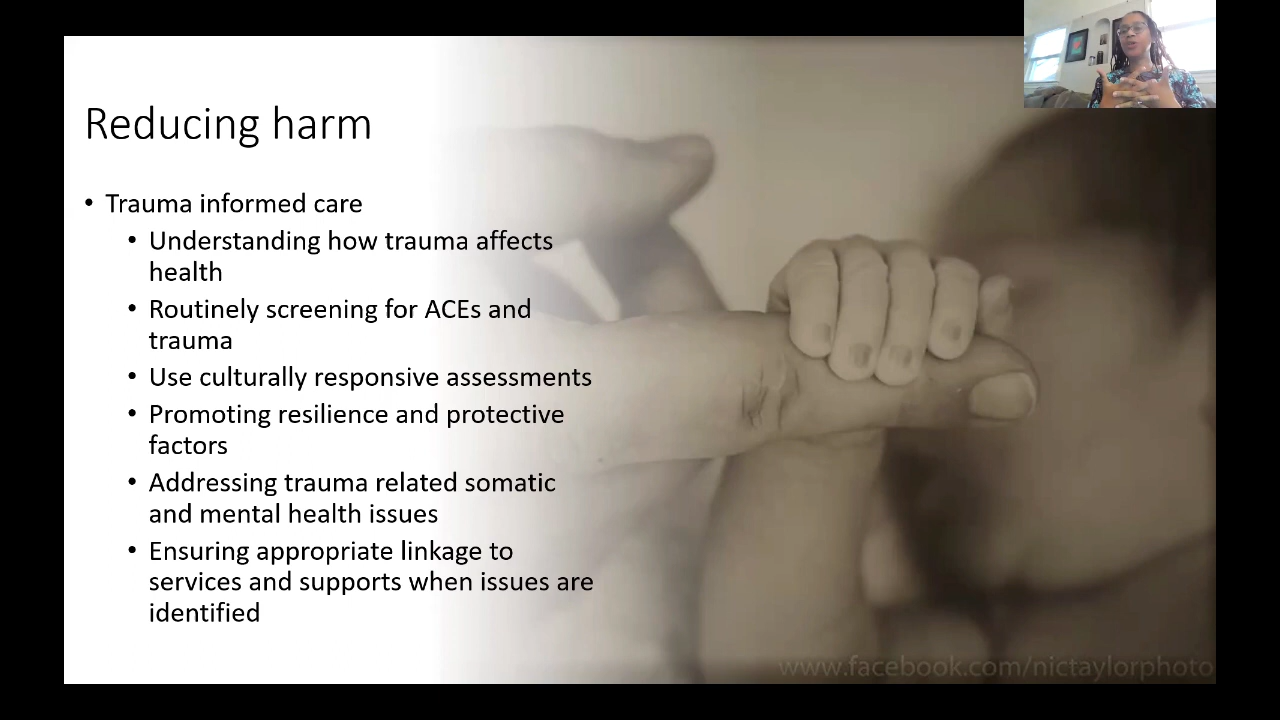 Reducing harm
• Trauma informed care
• Understanding how trauma affects
health
• Routinely screening for ACEs and
trauma
• Use culturally responsive assessments
• Promoting resilience and protective
factors
• Addressing trauma related somatic
and mental health issues
• Ensuring appropriate linkage to
services and supports when issues are
identified
www.facebook.com/nictaylorphoto